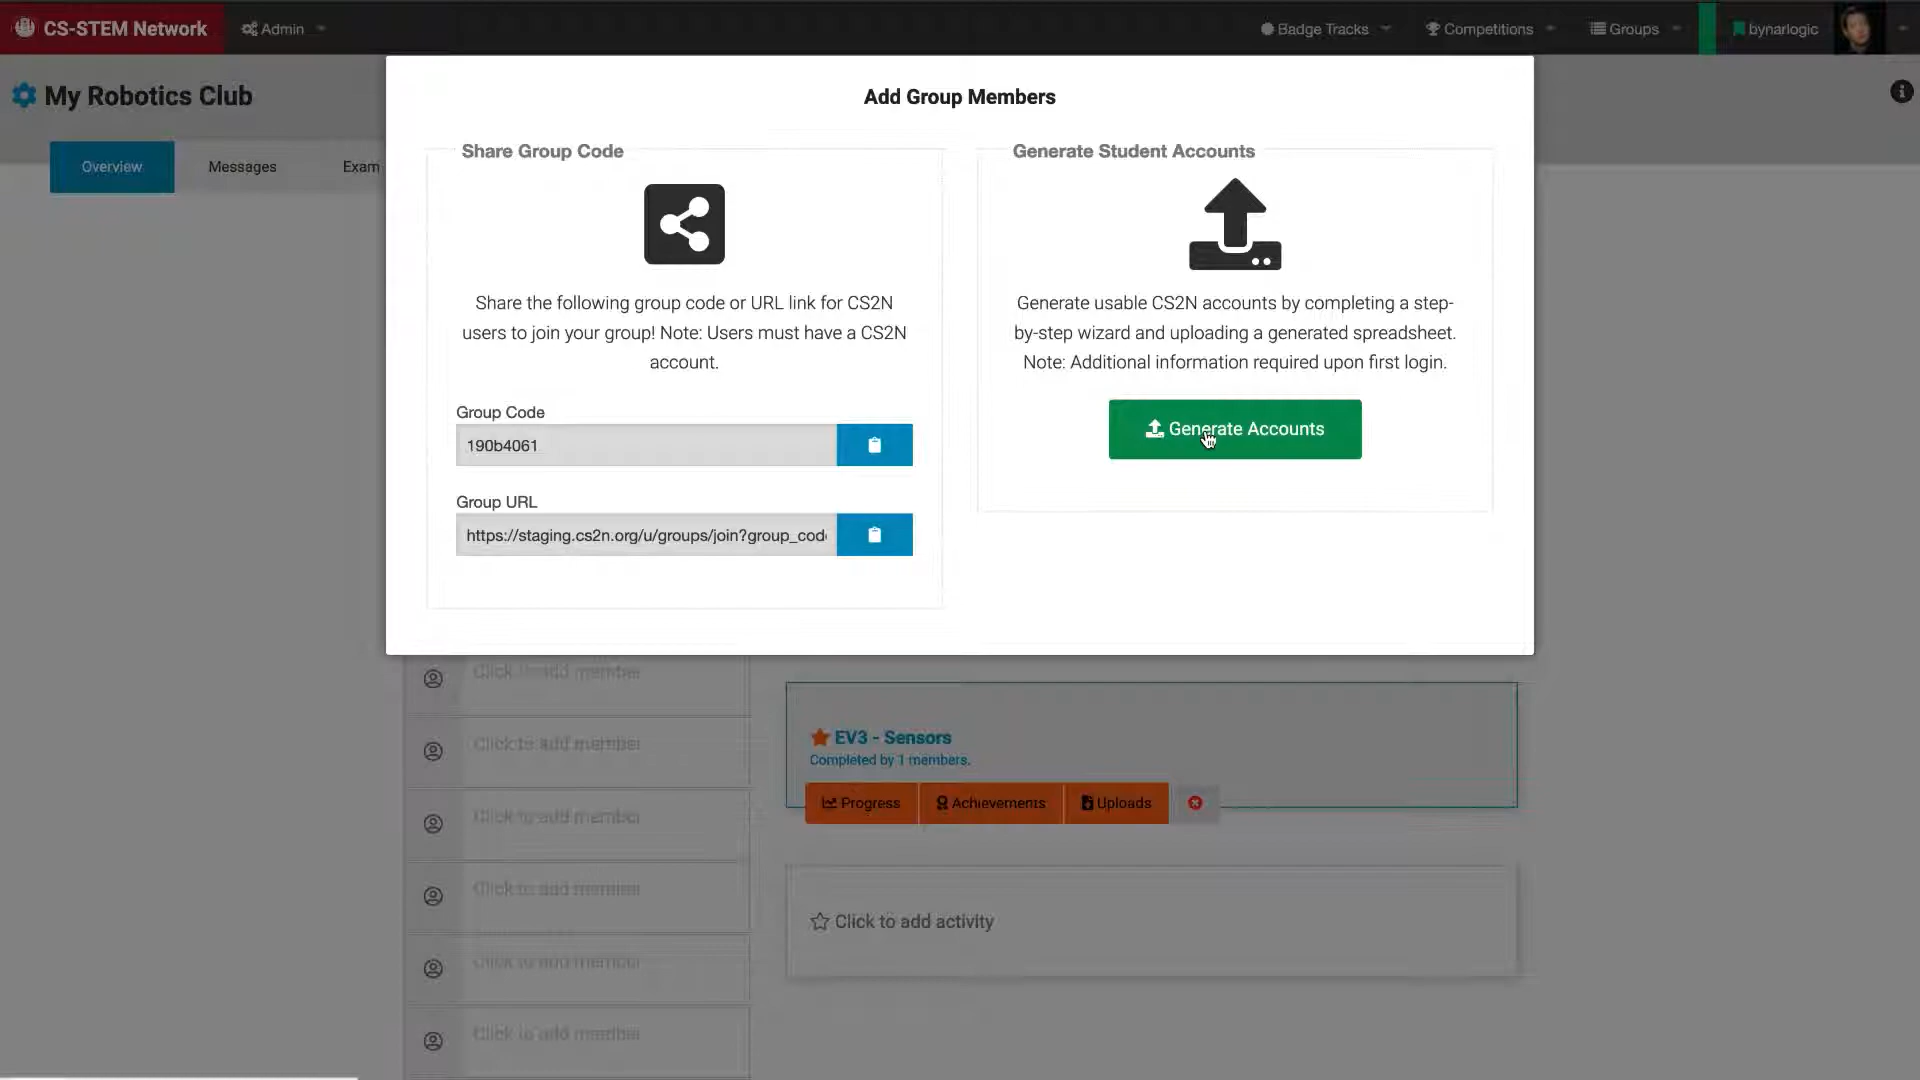 CS-STEM Network
Admin
Badge Tracks
Competitions
Groups
bynarlogic
My Robotics Club
Overview
Messages
Exam
Add Group Members
Share Group Code
Share the following group code or URL link for CS2N
users to join your group! Note: Users must have a CS2N
account.
Group Code
190b4061
Group URL
https://staging.cs2n.org/u/groups/join?group_cod
Generate Student Accounts
Generate usable CS2N accounts by completing a step-
by-step wizard and uploading a generated spreadsheet.
Note: Additional information required upon first login.
Generate Accounts
Click to add member
Click to add member
Click to add member
Click to add member
Click to add member
Click to add member
EV3 - Sensors
Completed by 1 members.
Progress
Achievements
Uploads
Click to add activity